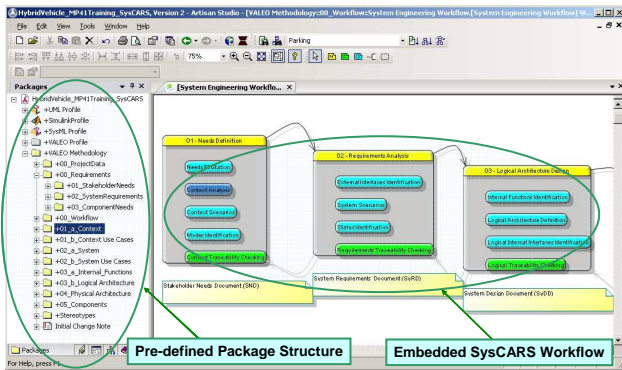 HybridVehicle_MP41Training_SysCARS, Version 2 - Artisan Studio - [VALEO Methodology::00_Workflow::System Engineering Workflow.[System Engineering Workflow] W...
File Edit View Tools Window Help
Parking
75%
Packages
[System Engineering Workflo...
HybridVehicle_MP41Training_SysCARS
+UML Profile
+SimulinkProfile
+SysML Profile
+VALEO Profile
+VALEO Methodology
+00_ProjectData
+00_Requirements
+01_StakeholderNeeds
+02_SystemRequirements
+03_ComponentNeeds
+00_Workflow
+01_a_Context
+01_b_Context Use Cases
+02_a_System
+02_b_System Use Cases
+03_a_Internal_Functions
+03_b_Logical Architecture
+04_Physical Architecture
+05_Components
+Stereotypes
Initial Change Note
01 - Needs Definition
Needs Elicitation
Context Analysis
Context Scenarios
Modes Identification
Context Traceability Checking
Stakeholder Needs Document (SND)
02 - Requirements Analysis
External Interfaces Identification
System Scenarios
States Identification
Requirements Traceability Checking
System Requirements Document (SyRD)
03 - Logical Architecture Design
Internal Functions Identification
Logical Architecture Definition
Logical Internal Interfaces Identification
Logical Traceability Checking
System Design Document (SyDD)
Pre-defined Package Structure
Embedded SysCARS Workflow
Packages
For Help, press F1